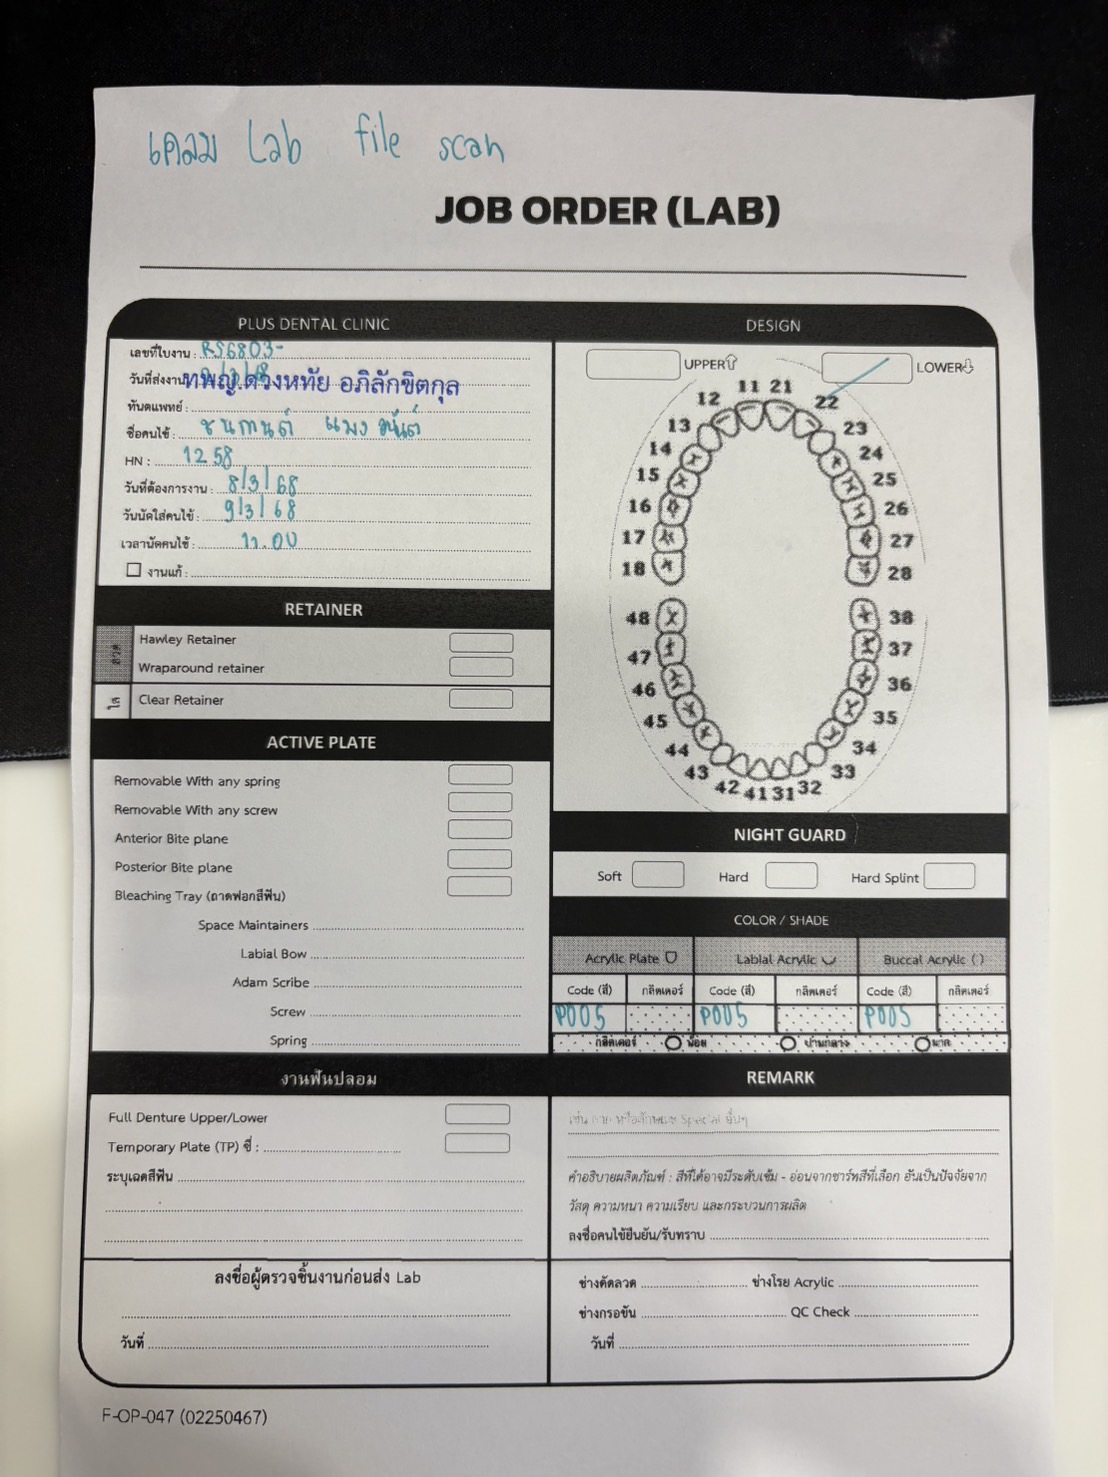 เคลม Lab file scan
JOB ORDER (LAB)
PLUS DENTAL CLINIC
เลขที่ใบงาน : RS6803-
วันที่ส่งงาน
ทพญ.ดวงหทัย อภิลักขิตกุล
ทันตแพทย์ :
ชื่อคนไข้ : ชนกนต์
HN : 1258
วันที่ต้องการงาน : 8/3/68
วันนัดใส่คนไข้ : 9/3/68
เวลานัดคนไข้ : 11.00
งานแก้ :
RETAINER
ลวด
Hawley Retainer
Wraparound retainer
ใส
Clear Retainer
ACTIVE PLATE
Removable With any spring
Removable With any screw
Anterior Bite plane
Posterior Bite plane
Bleaching Tray (ถาดฟอกสีฟัน)
Space Maintainers
Labial Bow
Adam Scribe
Screw
Spring
DESIGN
UPPER LOWER
11 21
12 22
13 23
14 24
15 25
16 26
17 27
18 28
48 38
47 37
46 36
45 35
44 34
43 33
42 41 31 32
NIGHT GUARD
Soft Hard Hard Splint
COLOR / SHADE
Acrylic Plate Labial Acrylic Buccal Acrylic ( )
Code (สี) กลิตเตอร์ Code (สี) กลิตเตอร์ Code (สี) กลิตเตอร์
P005 P005 P005
กลิตเตอร์ น้อย ปานกลาง มาก
งานฟันปลอม
Full Denture Upper/Lower
Temporary Plate (TP) ซี่ :
ระบุเฉดสีฟัน
REMARK
เช่น ลาย หรือลักษณะ Special อื่นๆ
คำอธิบายผลิตภัณฑ์ : สีที่ได้อาจมีระดับเข้ม - อ่อนจากชาร์ทสีที่เลือก อันเป็นปัจจัยจาก
วัสดุ ความหนา ความเรียบ และกระบวนการผลิต
ลงชื่อคนไข้ยืนยัน/รับทราบ
ลงชื่อผู้ตรวจชิ้นงานก่อนส่ง Lab
วันที่
ช่างดัดลวด ช่างโรย Acrylic
ช่างกรอขัน QC Check
วันที่
F-OP-047 (02250467)